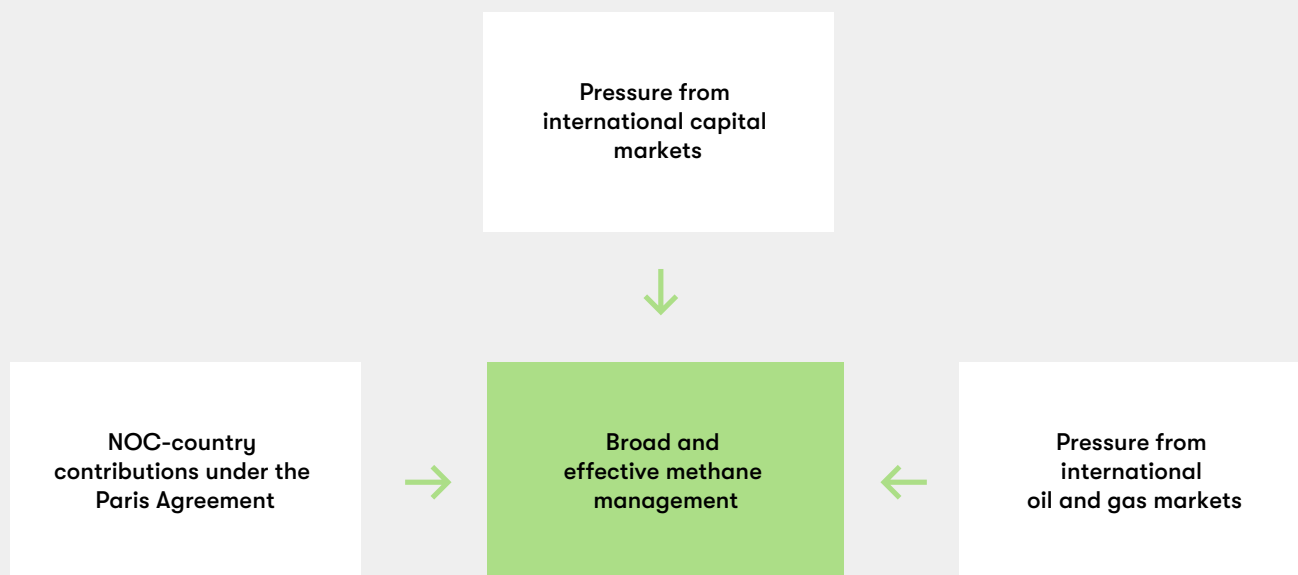 Pressure from
international capital
markets
NOC-country
contributions under the
Paris Agreement
Broad and
effective methane
management
Pressure from
international
oil and gas markets